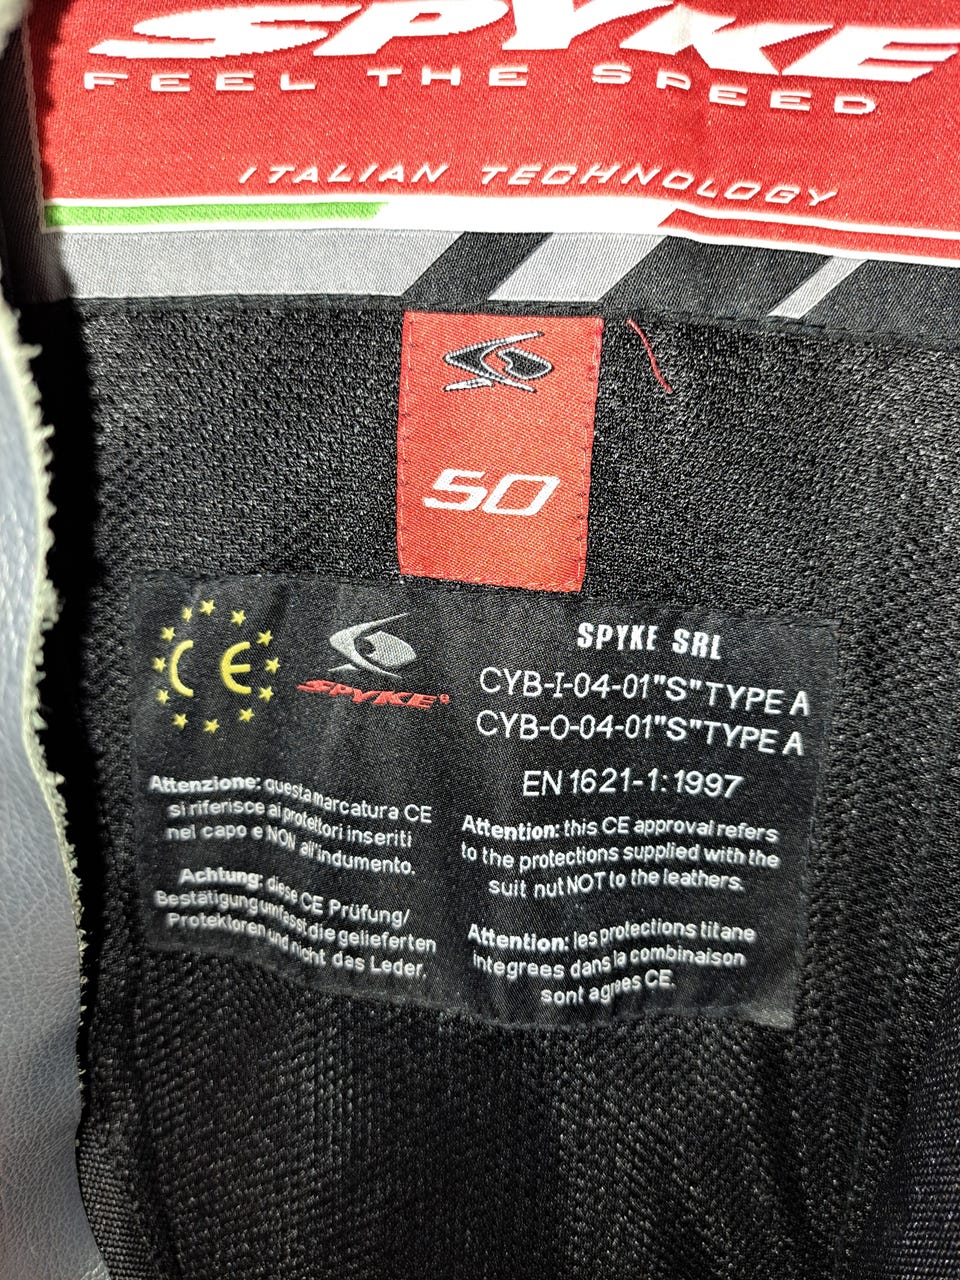 SPYKE
FEEL THE SPEED
ITALIAN TECHNOLOGY
50
CE
SPYKE®
SPYKE SRL
CYB-I-04-01"S"TYPE A
CYB-O-04-01"S"TYPE A
EN 1621-1:1997
Attenzione: questa marcatura CE
si riferisce ai protettori inseriti
nel capo e NON all'indumento.
Achtung: diese CE Prüfung/
Bestätigung umfasst die gelieferten
Protektoren und nicht das Leder.
Attention: this CE approval refers
to the protections supplied with the
suit nut NOT to the leathers.
Attention: les protections titane
integrees dans la combinaison
sont agrees CE.